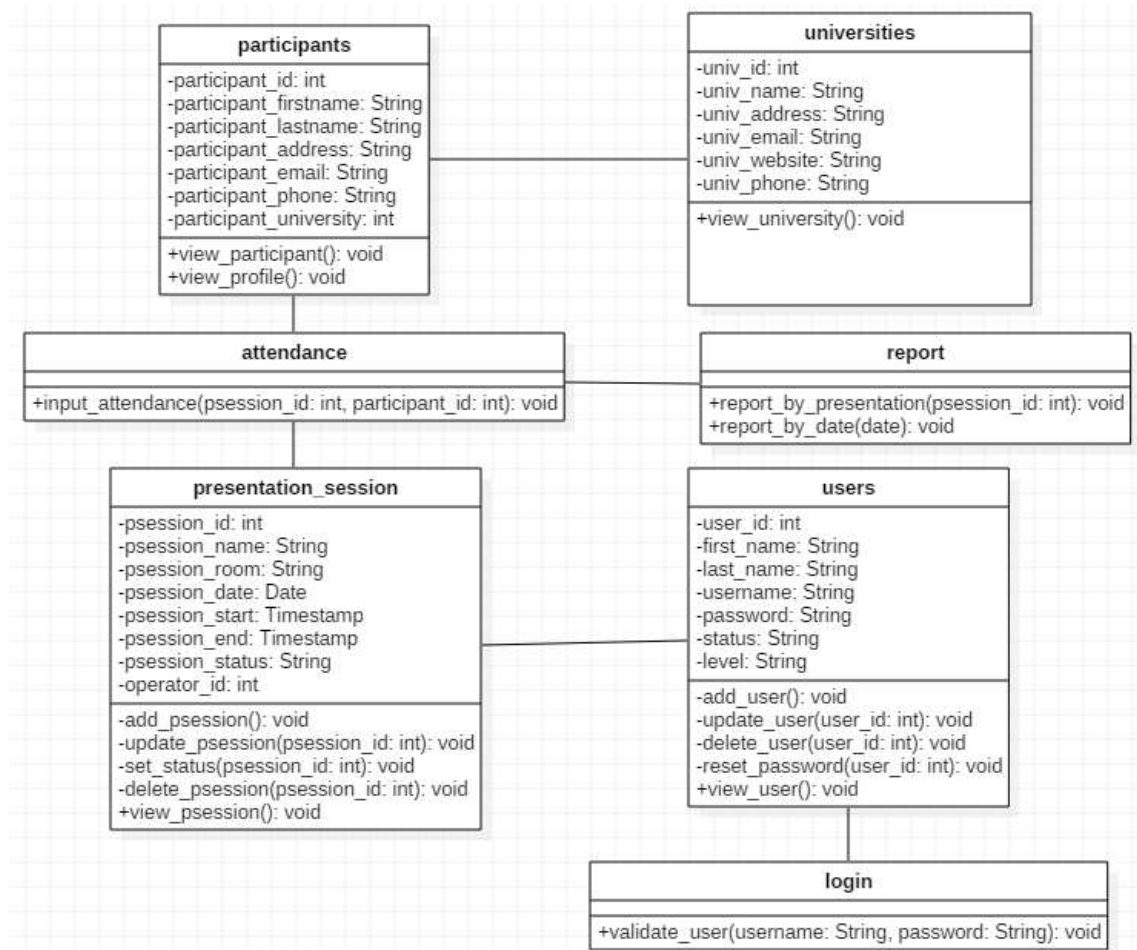 participants
-participant_id: int
-participant_firstname: String
-participant_lastname: String
-participant_address: String
-participant_email: String
-participant_phone: String
-participant_university: int
+view_participant(): void
+view_profile(): void
universities
-univ_id: int
-univ_name: String
-univ_address: String
-univ_email: String
-univ_website: String
-univ_phone: String
+view_university(): void
attendance
+input_attendance(psession_id: int, participant_id: int): void
report
+report_by_presentation(psession_id: int): void
+report_by_date(date): void
presentation_session
-psession_id: int
-psession_name: String
-psession_room: String
-psession_date: Date
-psession_start: Timestamp
-psession_end: Timestamp
-psession_status: String
-operator_id: int
-add_psession(): void
-update_psession(psession_id: int): void
-set_status(psession_id: int): void
-delete_psession(psession_id: int): void
+view_psession(): void
users
-user_id: int
-first_name: String
-last_name: String
-username: String
-password: String
-status: String
-level: String
-add_user(): void
-update_user(user_id: int): void
-delete_user(user_id: int): void
-reset_password(user_id: int): void
+view_user(): void
login
+validate_user(username: String, password: String): void